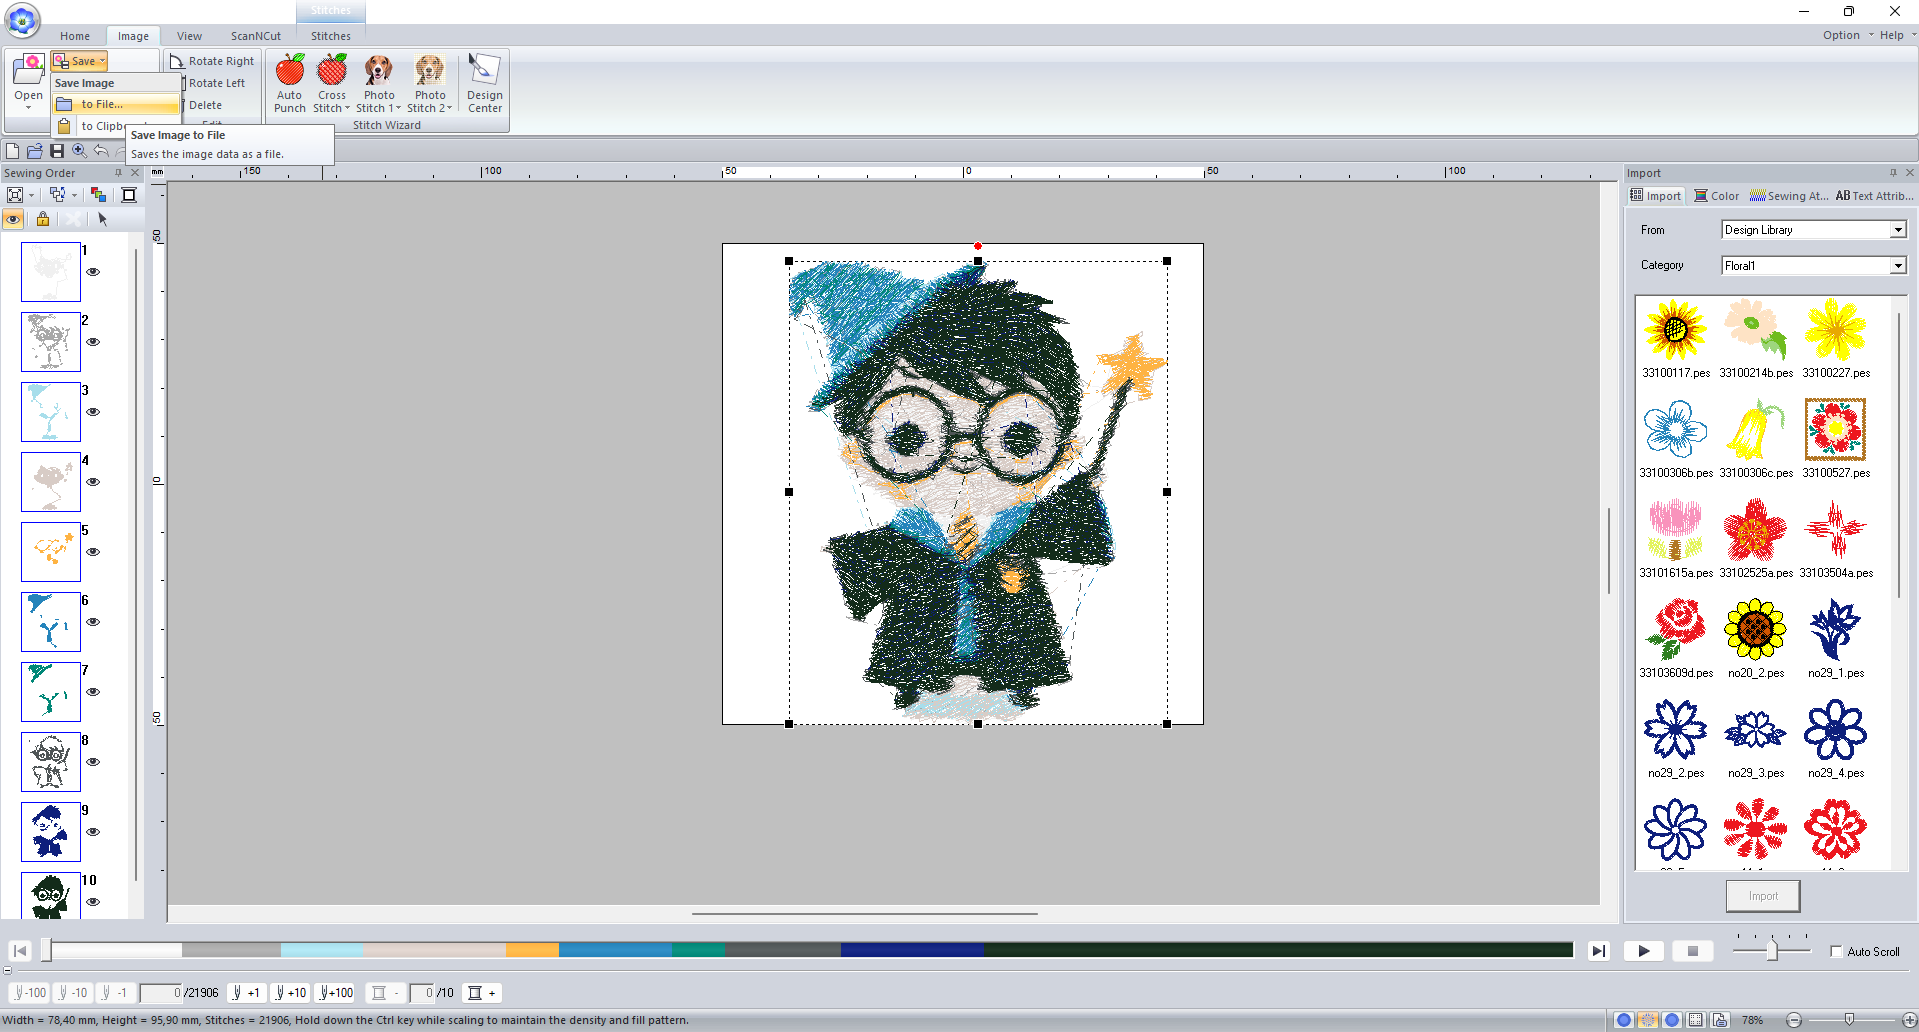 Stitches
Home
Image
View
ScanNCut
Stitches
Option
Help
Open
Save
Save Image
to File...
Rotate Right
Rotate Left
Delete
Auto Punch
Cross Stitch
Photo Stitch 1
Photo Stitch 2
Design Center
Stitch Wizard
Save Image to File
Saves the image data as a file.
Sewing Order
mm
150
100
50
0
50
100
50
0
50
1
2
3
4
5
6
7
8
9
10
Import
Import
Color
Sewing At...
AB Text Attrib...
From
Design Library
Category
Floral1
33100117.pes
33100214b.pes
33100227.pes
33100306b.pes
33100306c.pes
33100527.pes
33101615a.pes
33102525a.pes
33103504a.pes
33103609d.pes
no20_2.pes
no29_1.pes
no29_2.pes
no29_3.pes
no29_4.pes
Import
Auto Scroll
-100
-10
-1
0
/21906
+1
+10
+100
-
0
/10
+
Width = 78,40 mm, Height = 95,90 mm, Stitches = 21906, Hold down the Ctrl key while scaling to maintain the density and fill pattern.
78%